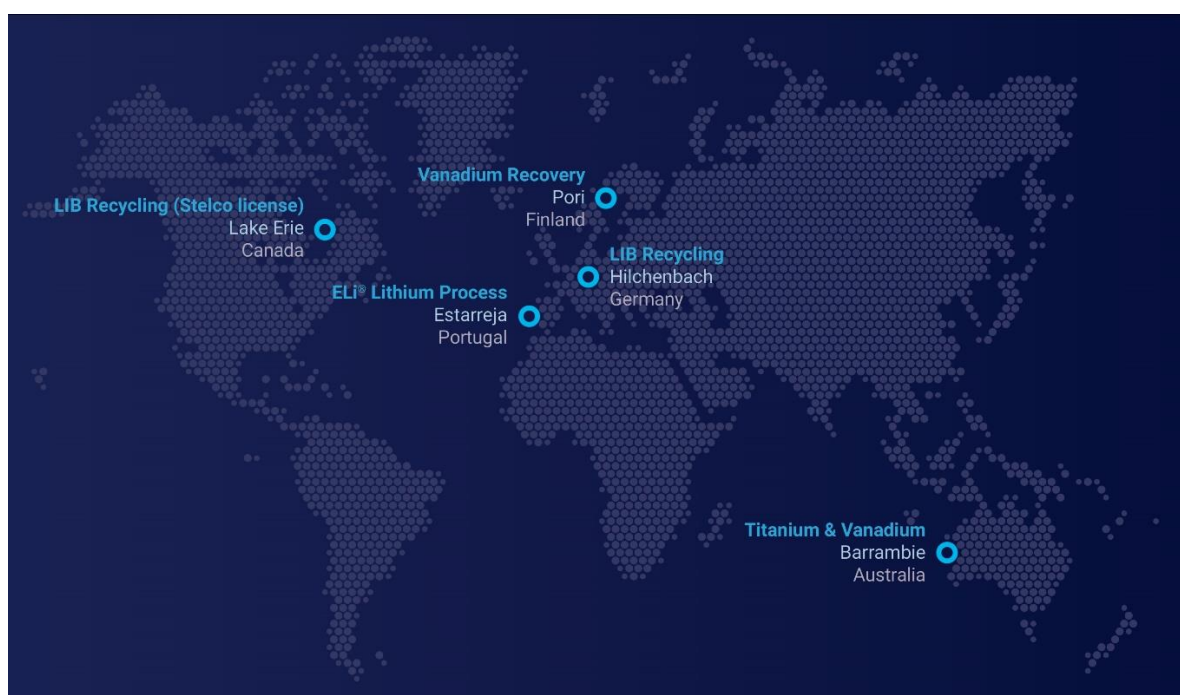 Vanadium Recovery
Pori
Finland
LIB Recycling (Stelco license)
Lake Erie
Canada
LIB Recycling
Hilchenbach
Germany
ELi® Lithium Process
Estarreja
Portugal
Titanium & Vanadium
Barrambie
Australia